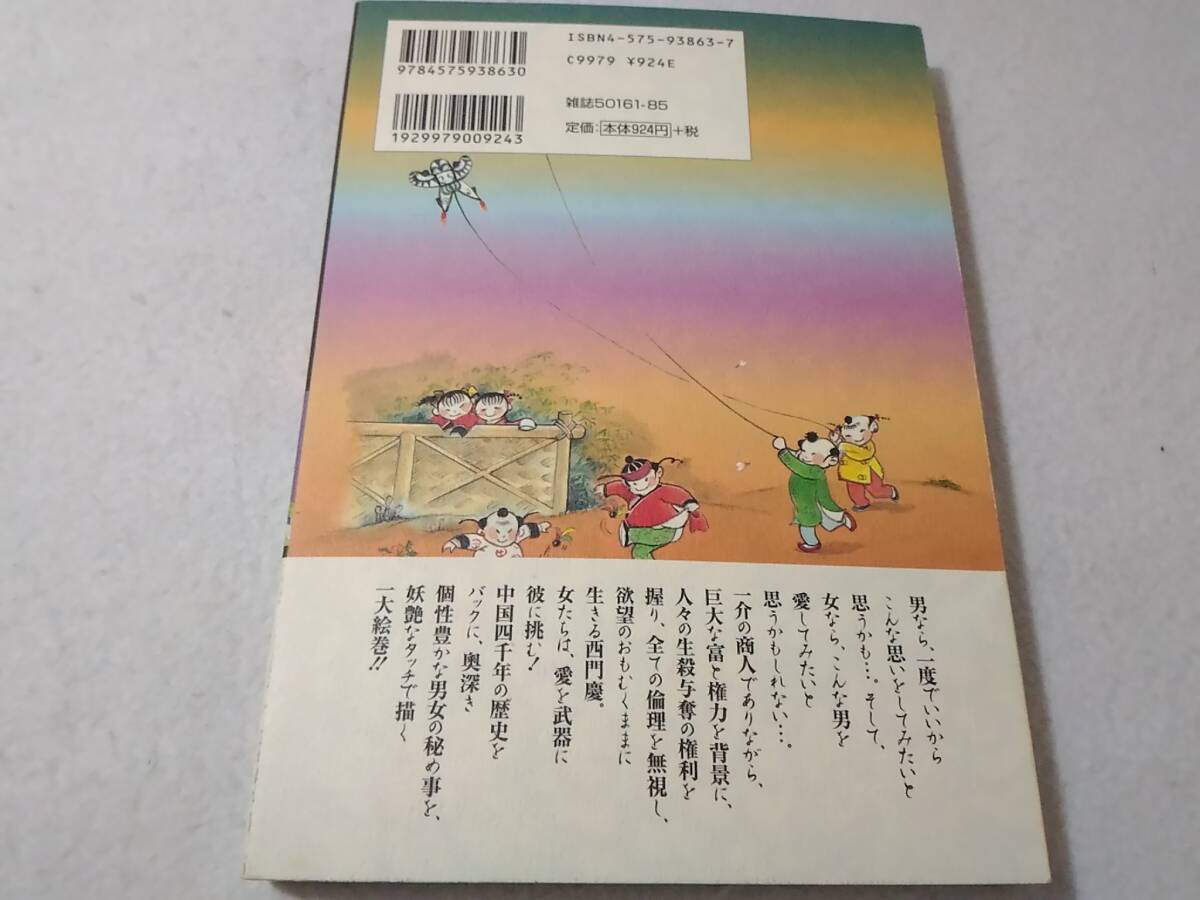 ISBN4-575-93863-7
C9979 ¥924E
9784575938630
雑誌50161-85
定価：本体924円+税
1929979009243
男なら、一度でいいから
こんな思いをしてみたいと
思うかも…。そして、
女なら、こんな男を
愛してみたいと
思うかもしれない…。
一介の商人でありながら、
巨大な富と権力を背景に、
人々の生殺与奪の権利を
握り、全ての倫理を無視し、
欲望のおもむくままに
生きる西門慶。
女たちは、愛を武器に
彼に挑む！
中国四千年の歴史を
バックに、奥深き
個性豊かな男女の秘め事を、
妖艶なタッチで描く
一大絵巻!!